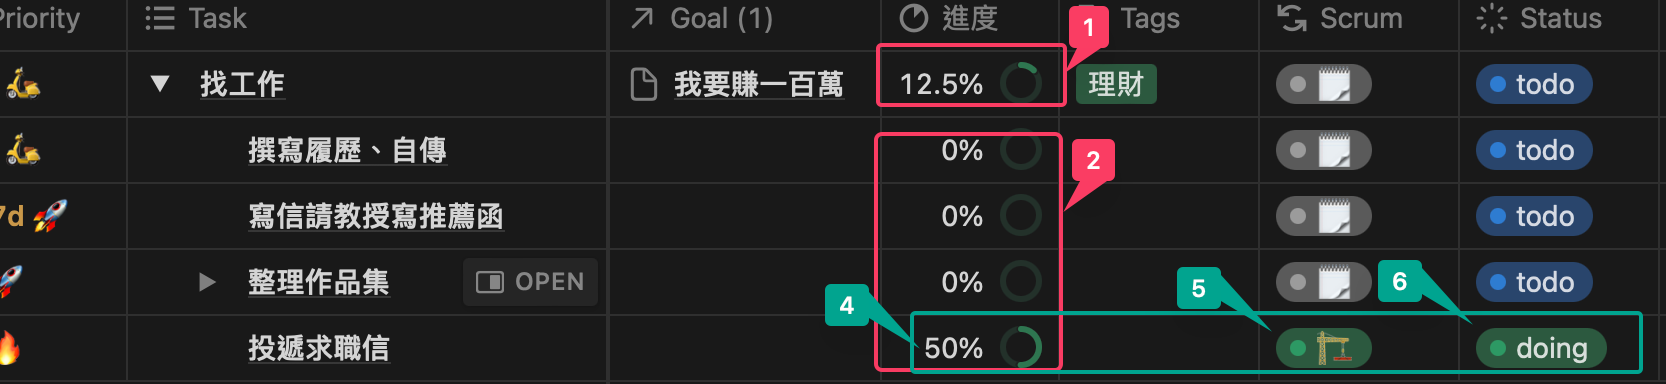 Priority Task Goal (1) 進度 Tags Scrum Status
1
找工作 我要賺一百萬 12.5% 理財 todo
撰寫履歷、自傳 0% todo
2
7d 寫信請教授寫推薦函 0% todo
整理作品集 OPEN 0% todo
4 5 6
投遞求職信 50% doing